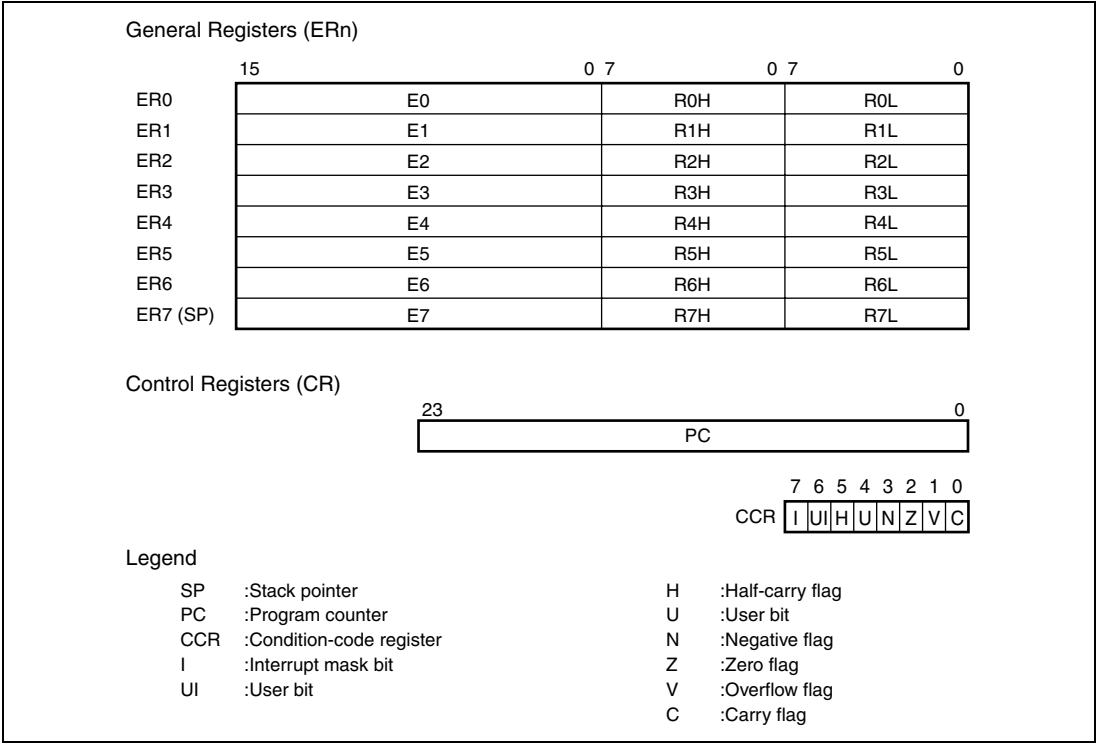 General Registers (ERn)
15 0 7 0 7 0
ER0 E0 R0H R0L
ER1 E1 R1H R1L
ER2 E2 R2H R2L
ER3 E3 R3H R3L
ER4 E4 R4H R4L
ER5 E5 R5H R5L
ER6 E6 R6H R6L
ER7 (SP) E7 R7H R7L
Control Registers (CR)
23 0
PC
7 6 5 4 3 2 1 0
CCR I UI H U N Z V C
Legend
SP :Stack pointer
PC :Program counter
CCR :Condition-code register
I :Interrupt mask bit
UI :User bit
H :Half-carry flag
U :User bit
N :Negative flag
Z :Zero flag
V :Overflow flag
C :Carry flag